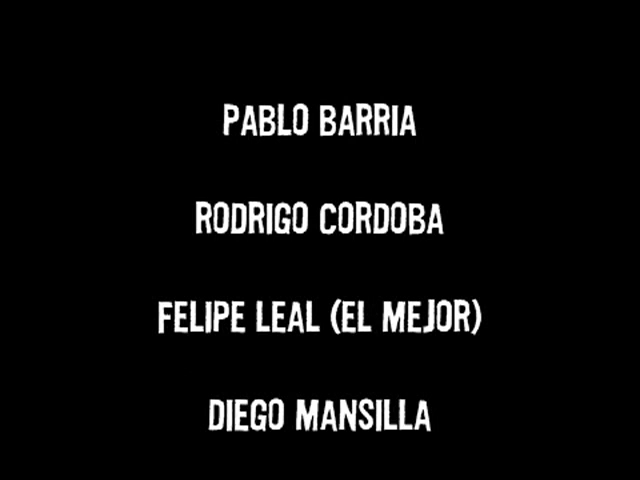 PABLO BARRIA
RODRIGO CORDOBA
FELIPE LEAL (EL MEJOR)
DIEGO MANSILLA